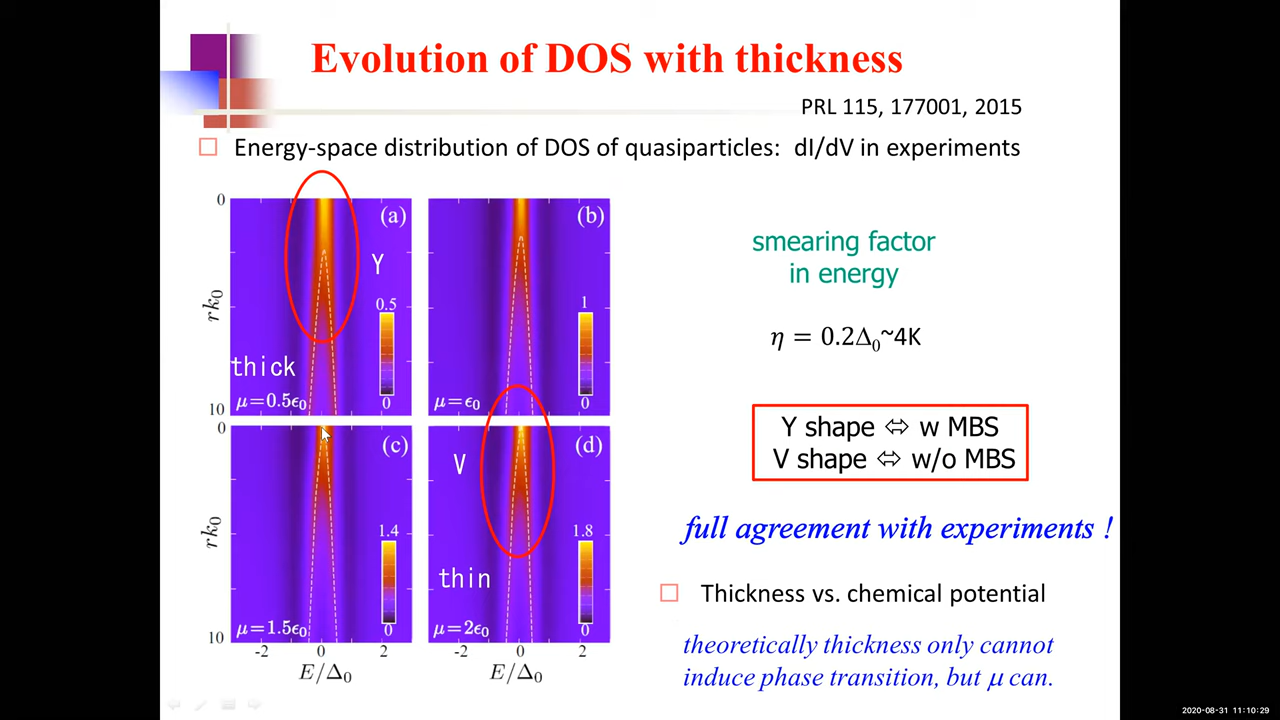 Evolution of DOS with thickness
PRL 115, 177001, 2015
Energy-space distribution of DOS of quasiparticles: dI/dV in experiments
0
(a)
Y
0.5
0
thick
μ=0.5ϵ₀
10
rk₀
(b)
1
0
μ=ϵ₀
0
(c)
1.4
0
μ=1.5ϵ₀
10
rk₀
-2 0 2
E/Δ₀
(d)
V
1.8
0
thin
μ=2ϵ₀
-2 0 2
E/Δ₀
smearing factor
in energy
η = 0.2Δ₀~4K
Y shape ⇔ w MBS
V shape ⇔ w/o MBS
full agreement with experiments !
Thickness vs. chemical potential
theoretically thickness only cannot
induce phase transition, but μ can.
2020-08-31 11:10:29